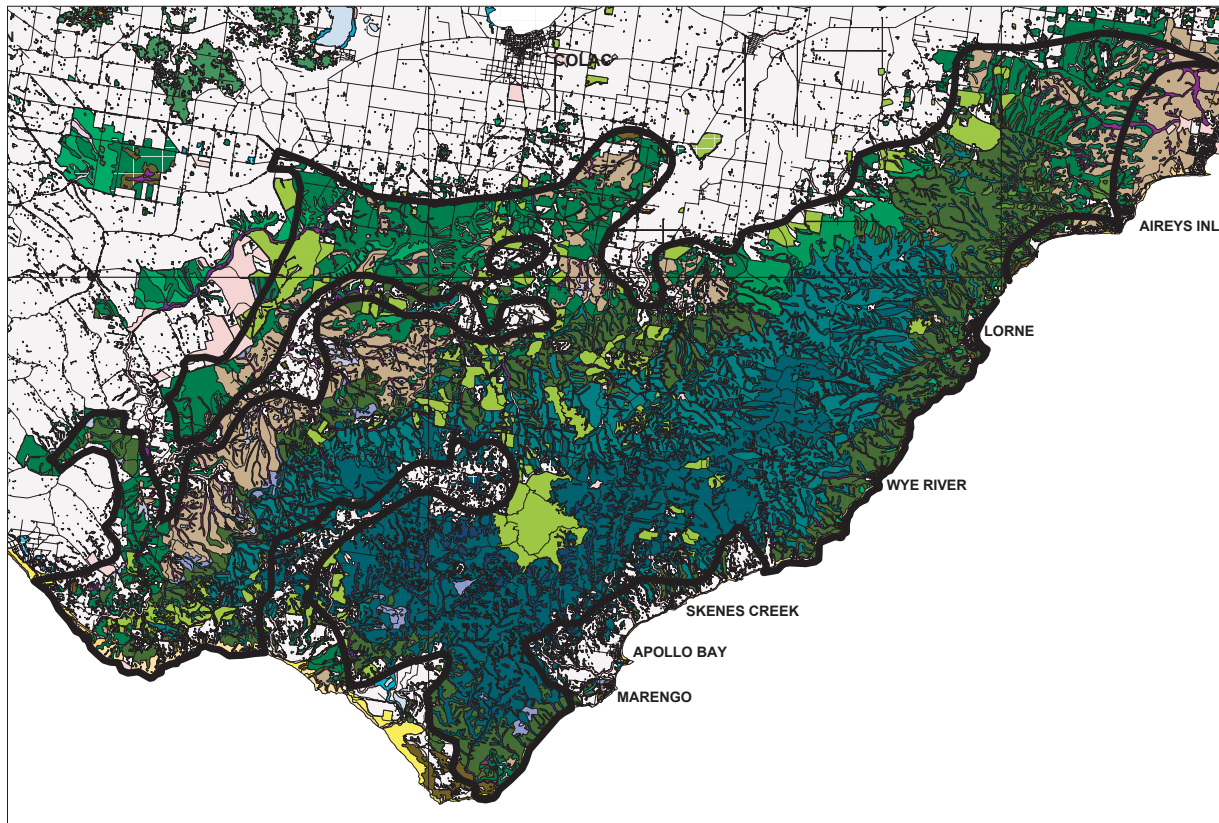 COLAC
AIREYS INL
LORNE
WYE RIVER
SKENES CREEK
APOLLO BAY
MARENGO